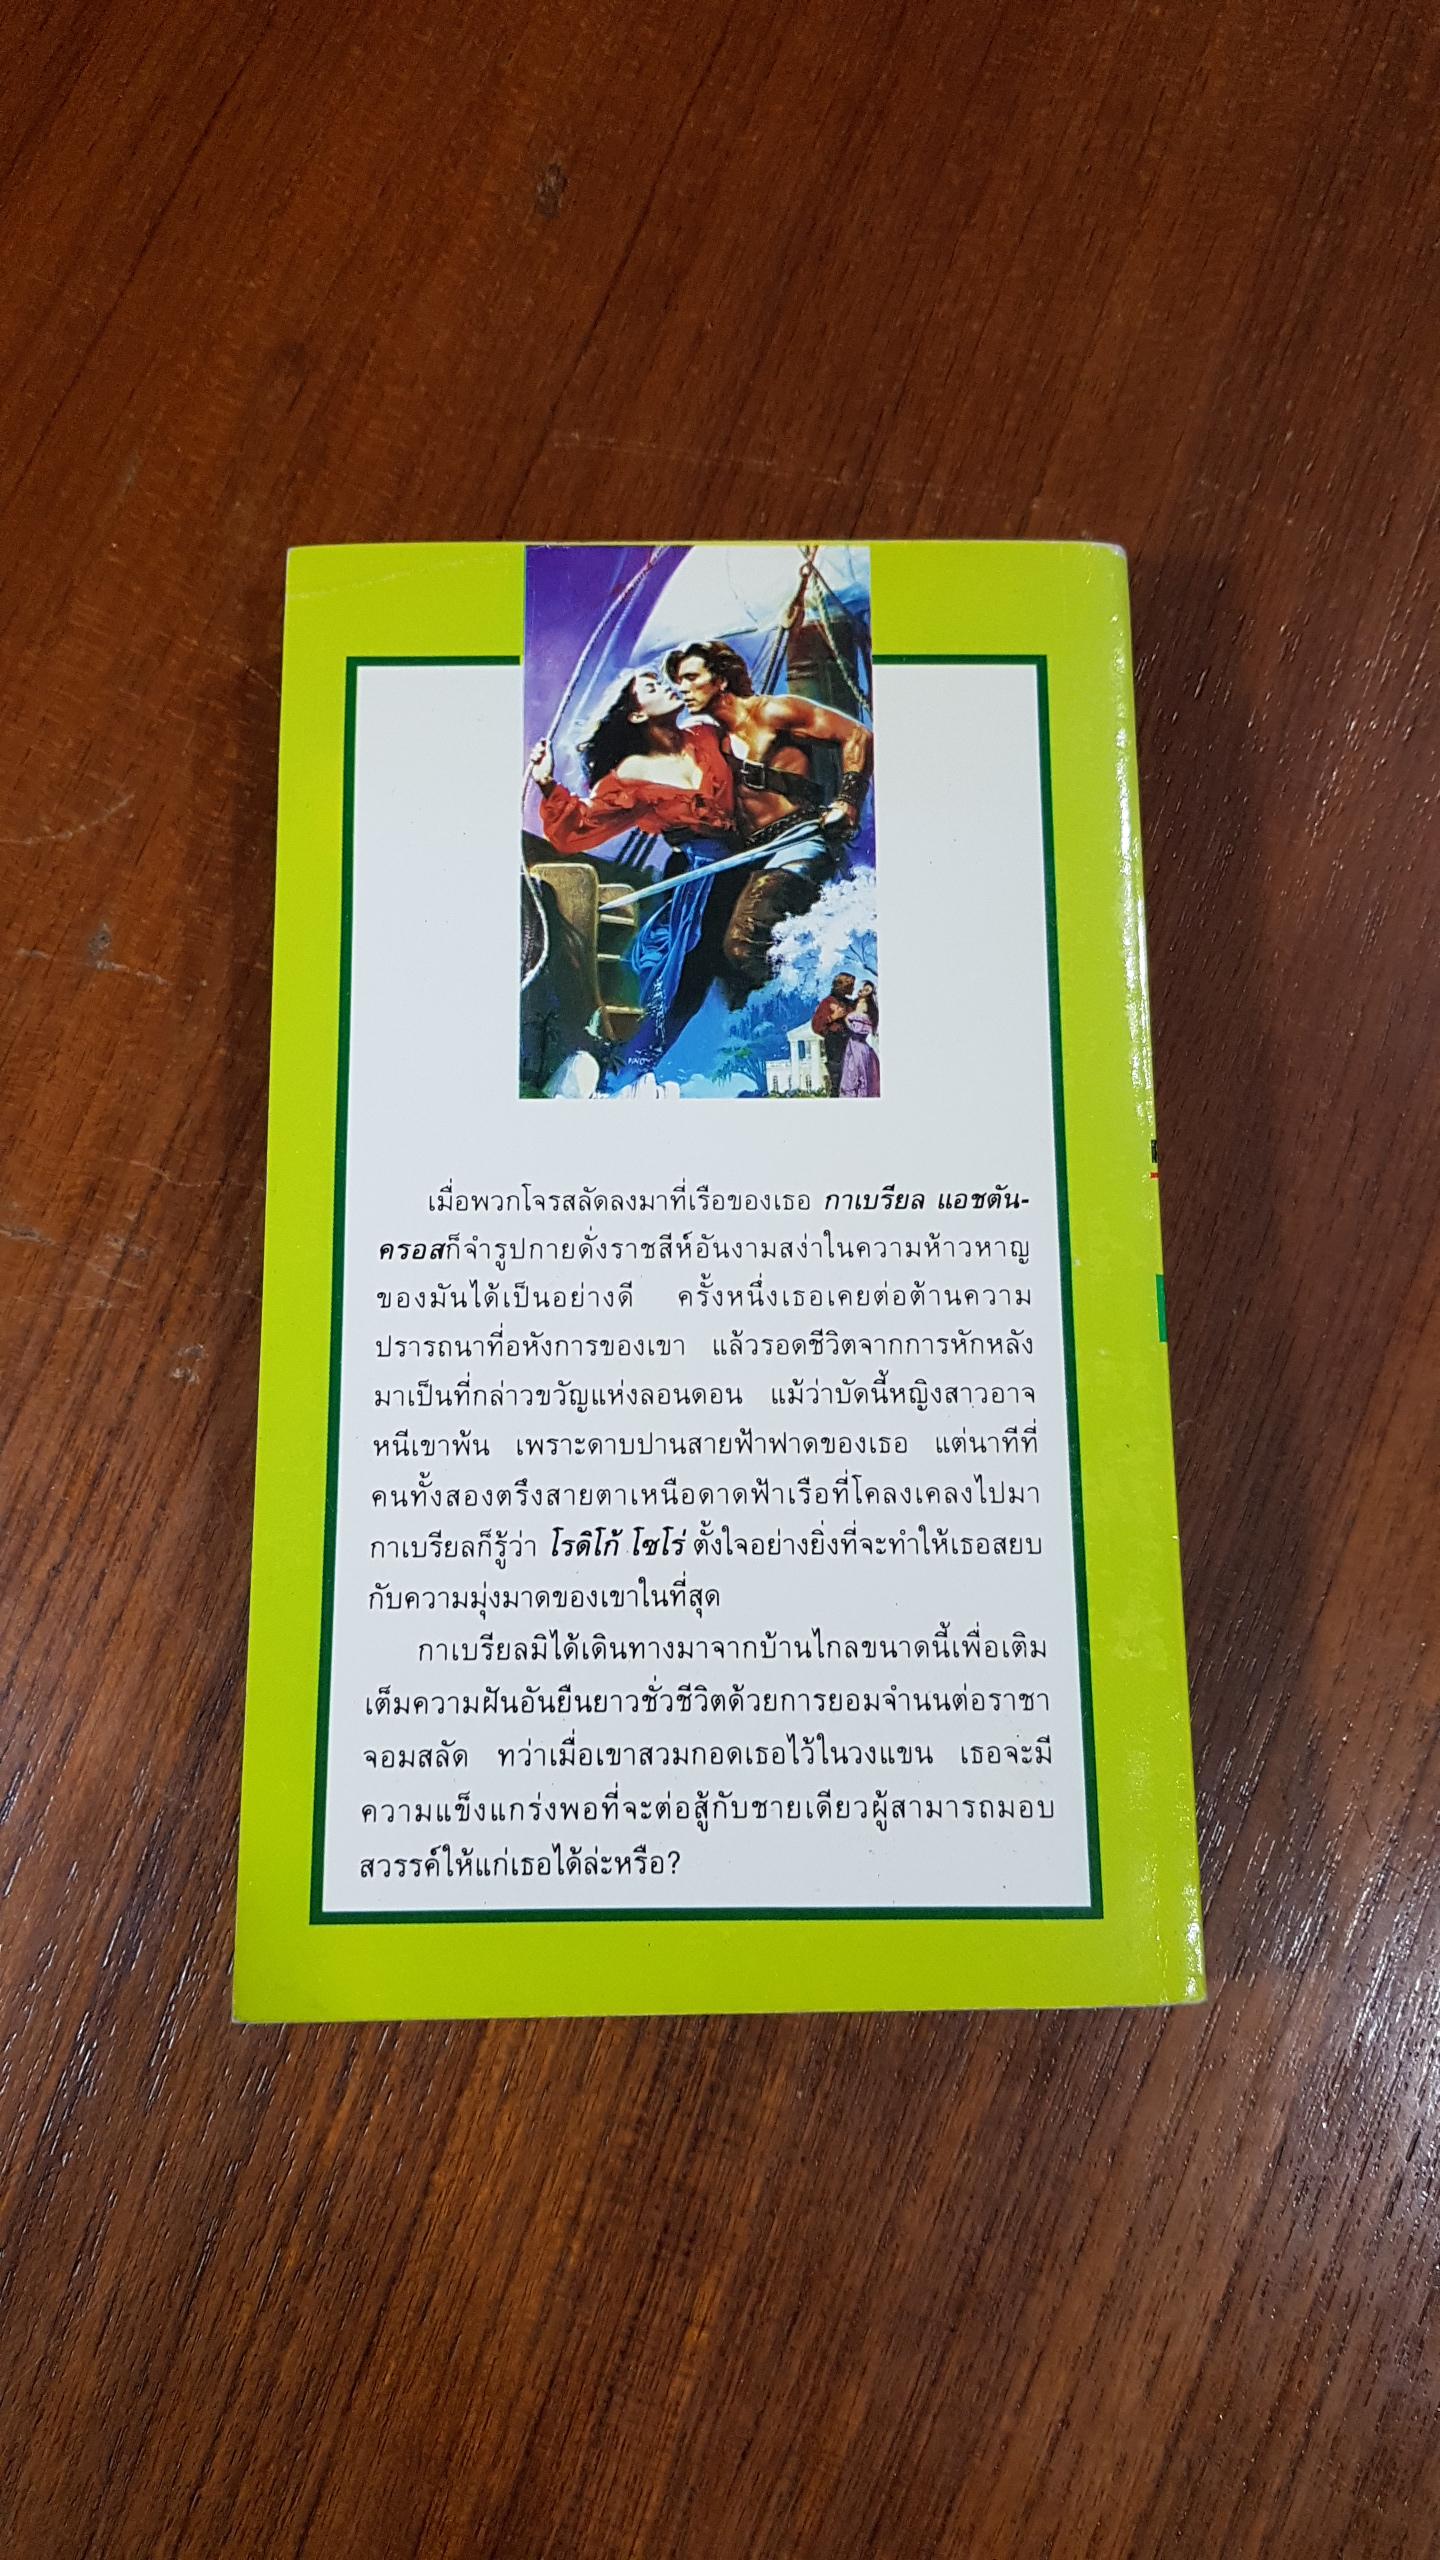 เมื่อพวกโจรสลัดลงมาที่เรือของเธอ กาเบรียล แอชตัน-
ครอสก็จำรูปกายดั่งราชสีห์อันงามสง่าในความห้าวหาญ
ของมันได้เป็นอย่างดี ครั้งหนึ่งเธอเคยต่อต้านความ
ปรารถนาที่อหังการของเขา แล้วรอดชีวิตจากการหักหลัง
มาเป็นที่กล่าวขวัญแห่งลอนดอน แม้ว่าบัดนี้หญิงสาวอาจ
หนีเขาพ้น เพราะดาบปานสายฟ้าฟาดของเธอ แต่นาทีที่
คนทั้งสองตรึงสายตาเหนือดาดฟ้าเรือที่โคลงเคลงไปมา
กาเบรียลก็รู้ว่า โรดิโก้ โซโร่ ตั้งใจอย่างยิ่งที่จะทำให้เธอสยบ
กับความมุ่งมาดของเขาในที่สุด
กาเบรียลมิได้เดินทางมาจากบ้านไกลขนาดนี้เพื่อเติม
เต็มความฝันอันยืนยาวชั่วชีวิตด้วยการยอมจำนนต่อราชา
จอมสลัด ทว่าเมื่อเขาสวมกอดเธอไว้ในวงแขน เธอจะมี
ความแข็งแกร่งพอที่จะต่อสู้กับชายเดียวผู้สามารถมอบ
สวรรค์ให้แก่เธอได้ล่ะหรือ?